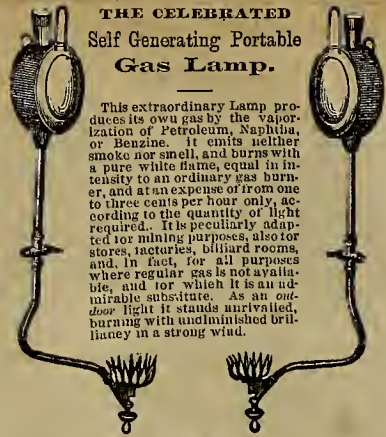 THE CELEBRATED
Self Generating Portable
Gas Lamp.
This extraordinary Lamp pro-
duces its own gas by the vapor-
ization of Petroleum, Naphtha,
or Benzine. It emits neither
smoke nor smell, and burns with
a pure white flame, equal in in-
tensity to an ordinary gas burn-
er, and at an expense of from one
to three cents per hour only, ac-
cording to the quantity of light
required.. It is peculiarly adap-
ted for mining purposes, also for
stores, factories, billiard rooms,
and, in fact, for all purposes
where regular gas is not availa-
ble, and for which it is an ad-
mirable substitute. As an out-
door light it stands unrivalled,
burning with undiminished bril-
liancy in a strong wind.